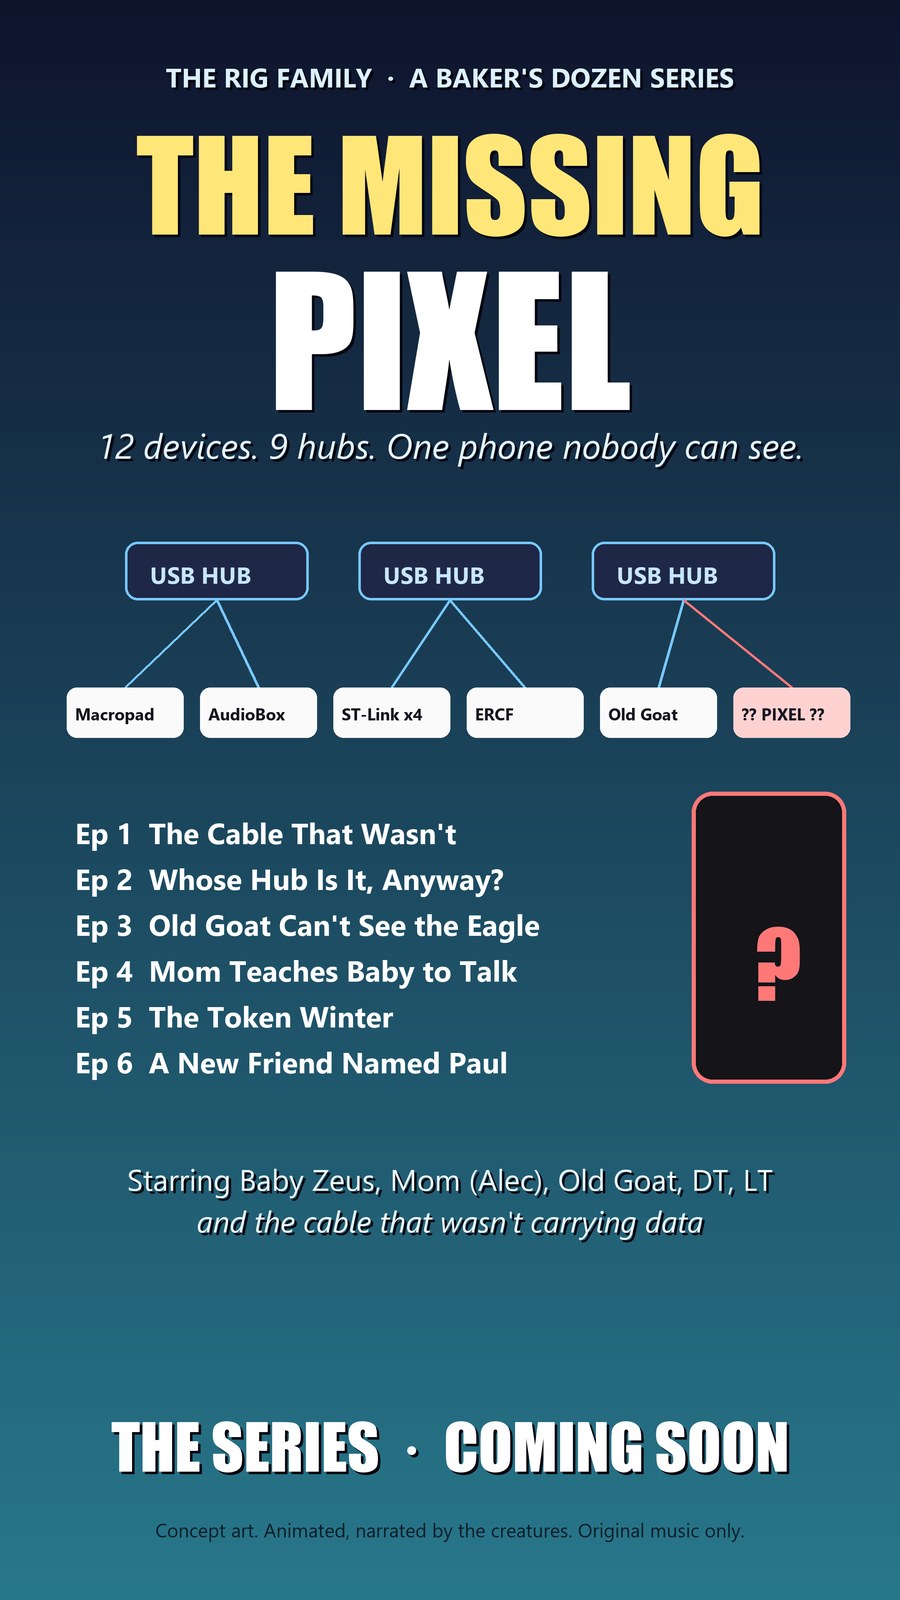 THE RIG FAMILY · A BAKER'S DOZEN SERIES
THE MISSING
PIXEL
12 devices. 9 hubs. One phone nobody can see.
USB HUB USB HUB USB HUB
Macropad AudioBox ST-Link x4 ERCF Old Goat ?? PIXEL ??
Ep 1 The Cable That Wasn't
Ep 2 Whose Hub Is It, Anyway?
Ep 3 Old Goat Can't See the Eagle
Ep 4 Mom Teaches Baby to Talk
Ep 5 The Token Winter
Ep 6 A New Friend Named Paul
?
Starring Baby Zeus, Mom (Alec), Old Goat, DT, LT
and the cable that wasn't carrying data
THE SERIES · COMING SOON
Concept art. Animated, narrated by the creatures. Original music only.